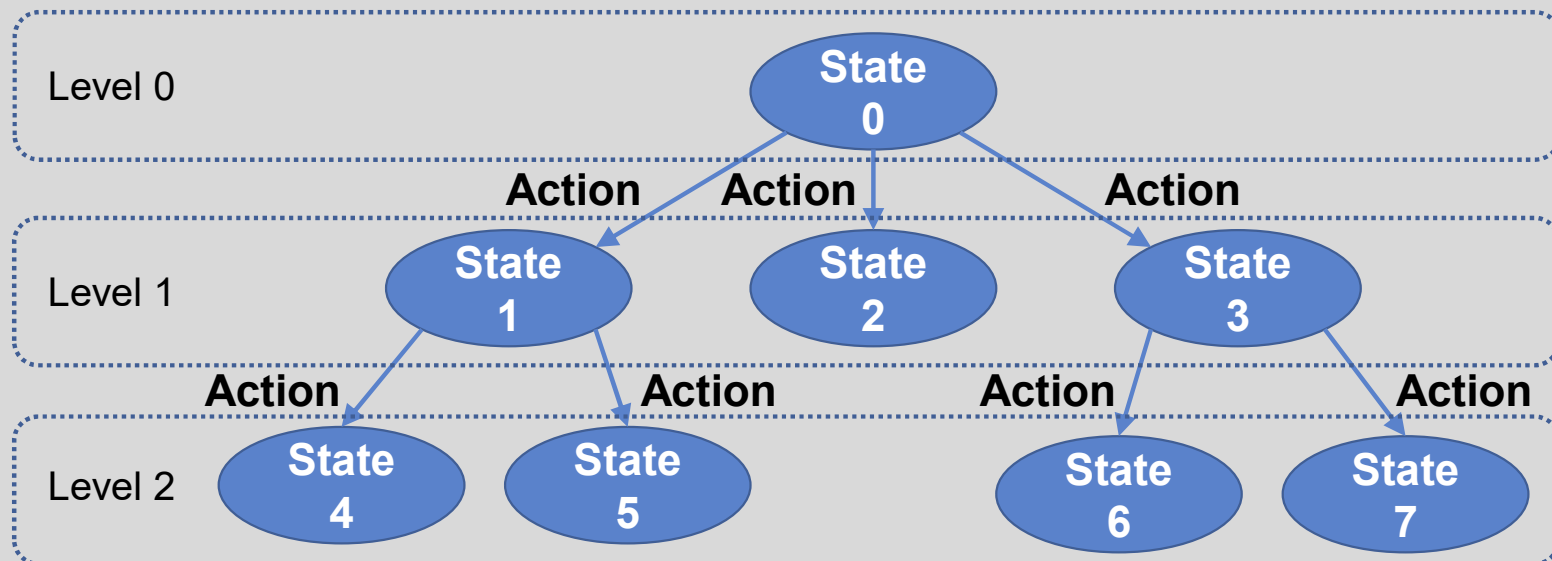 Level 0
State
0
Action Action Action
Level 1
State
1
State
2
State
3
Action Action Action Action
Level 2
State
4
State
5
State
6
State
7